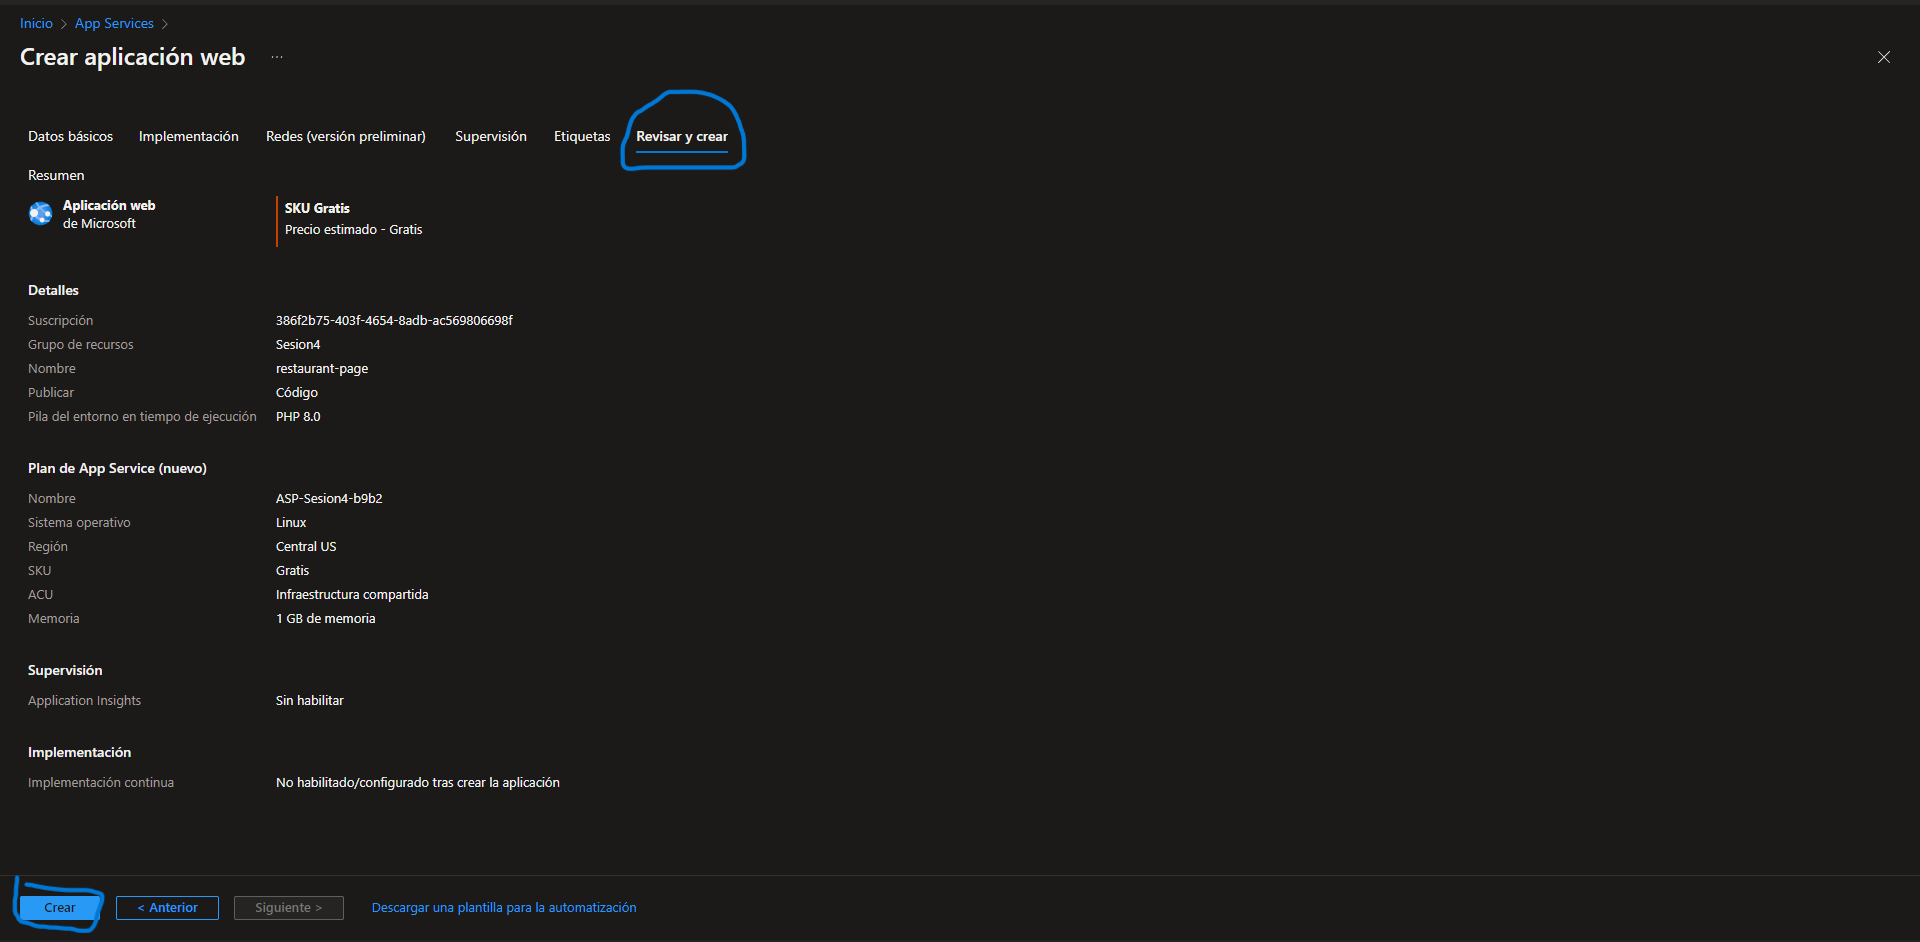 Inicio > App Services >
Crear aplicación web ...
Datos básicos Implementación Redes (versión preliminar) Supervisión Etiquetas Revisar y crear
Resumen
Aplicación web
de Microsoft
SKU Gratis
Precio estimado - Gratis
Detalles
Suscripción 386f2b75-403f-4654-8adb-ac569806698f
Grupo de recursos Sesion4
Nombre restaurant-page
Publicar Código
Pila del entorno en tiempo de ejecución PHP 8.0
Plan de App Service (nuevo)
Nombre ASP-Sesion4-b9b2
Sistema operativo Linux
Región Central US
SKU Gratis
ACU Infraestructura compartida
Memoria 1 GB de memoria
Supervisión
Application Insights Sin habilitar
Implementación
Implementación continua No habilitado/configurado tras crear la aplicación
Crear < Anterior Siguiente > Descargar una plantilla para la automatización